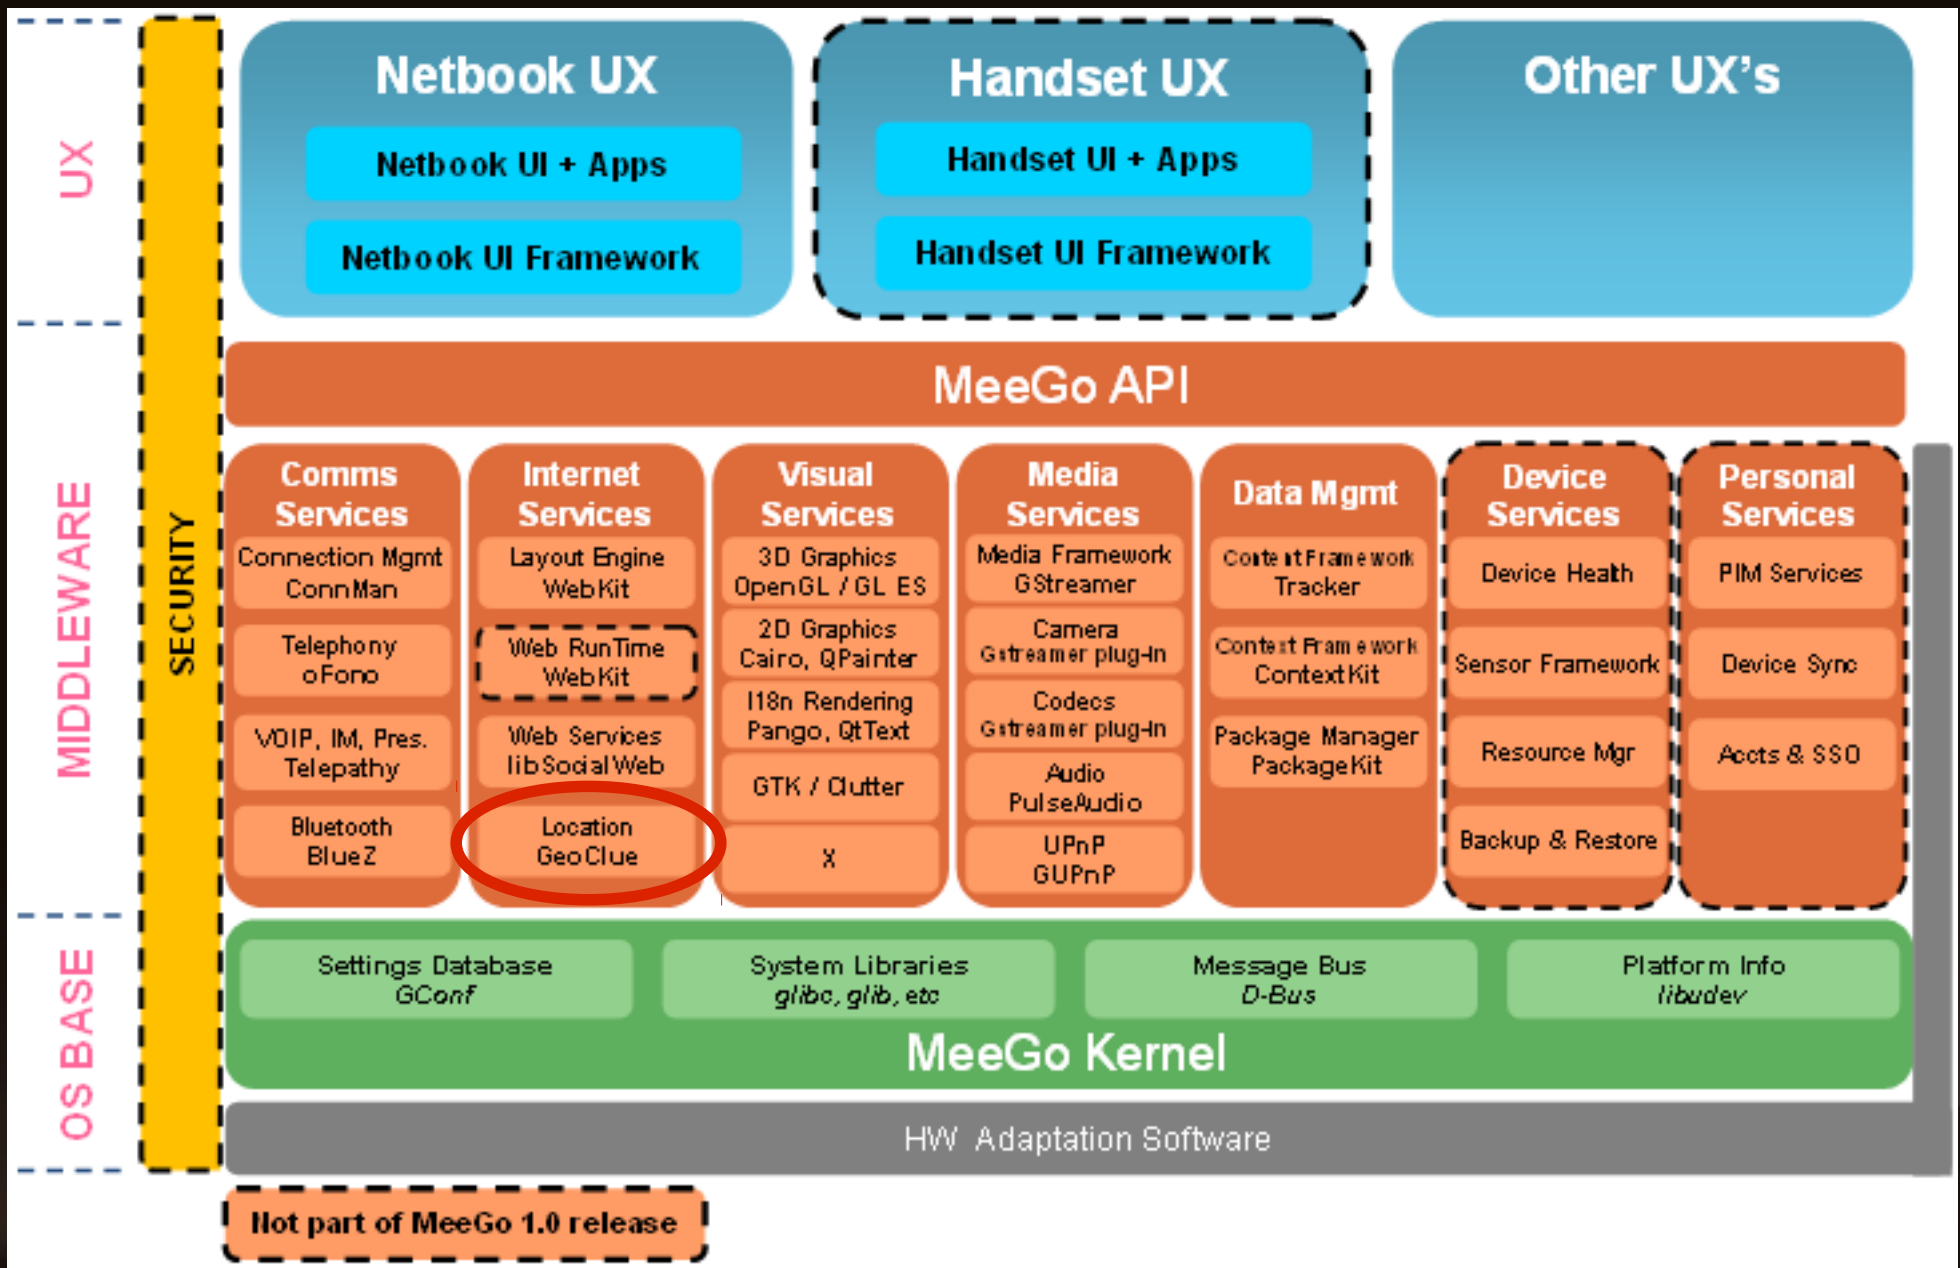 UX
MIDDLEWARE
OS BASE
SECURITY
Netbook UX
Netbook UI + Apps
Netbook UI Framework
Handset UX
Handset UI + Apps
Handset UI Framework
Other UX's
MeeGo API
Comms
Services
Connection Mgmt
ConnMan
Telephony
oFono
VOIP, IM, Pres.
Telepathy
Bluetooth
BlueZ
Internet
Services
Layout Engine
WebKit
Web RunTime
WebKit
Web Services
libSocialWeb
Location
GeoClue
Visual
Services
3D Graphics
OpenGL / GL ES
2D Graphics
Cairo, QPainter
I18n Rendering
Pango, QtText
GTK / Clutter
X
Media
Services
Media Framework
GStreamer
Camera
Gstreamer plug-in
Codecs
Gstreamer plug-in
Audio
PulseAudio
UPnP
GUPnP
Data Mgmt
Content Framework
Tracker
Context Framework
ContextKit
Package Manager
PackageKit
Device
Services
Device Health
Sensor Framework
Resource Mgr
Backup & Restore
Personal
Services
PIM Services
Device Sync
Accts & SSO
Settings Database
GConf
System Libraries
glibc, glib, etc
Message Bus
D-Bus
Platform Info
libudev
MeeGo Kernel
HW Adaptation Software
Not part of MeeGo 1.0 release